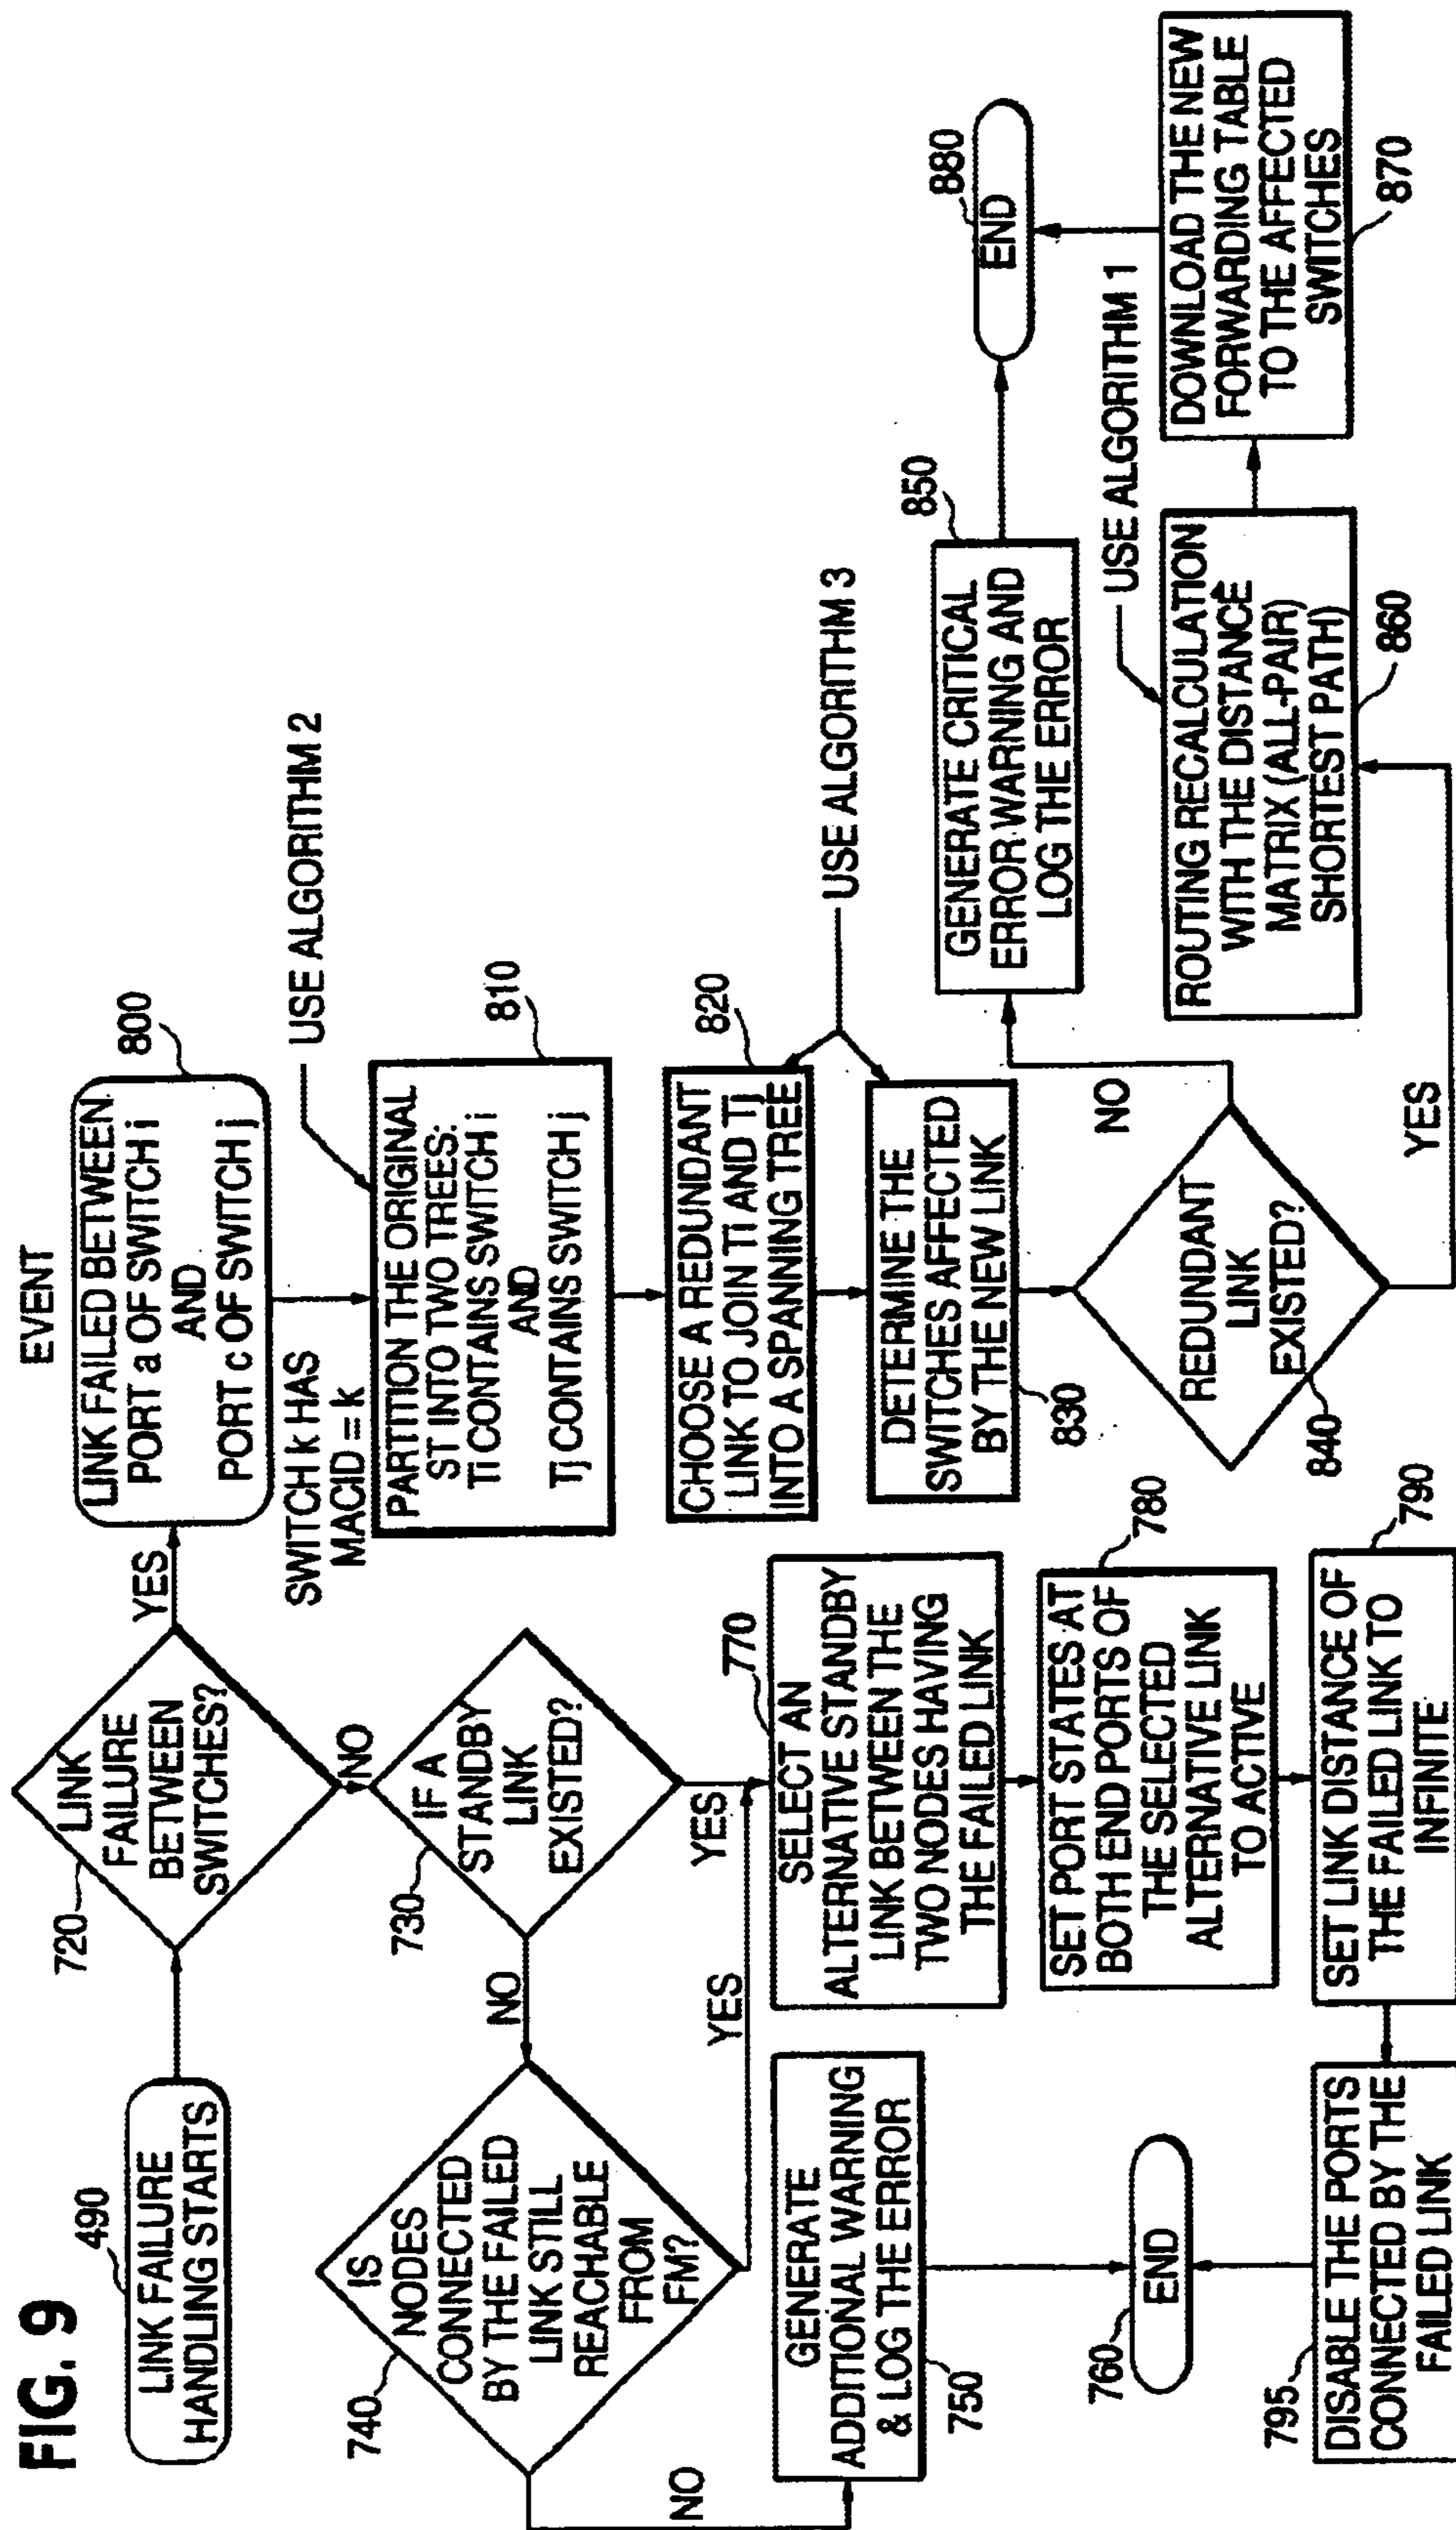 FIG. 9
LINK FAILURE
HANDLING STARTS
490
LINK
FAILURE
BETWEEN
SWITCHES?
720
YES
NO
IF A
STANDBY
LINK
EXISTED?
730
NO
YES
IS
NODES
CONNECTED
BY THE FAILED
LINK STILL
REACHABLE
FROM
FM?
740
YES
NO
GENERATE
ADDITIONAL WARNING
& LOG THE ERROR
750
END
760
SELECT AN
ALTERNATIVE STANDBY
LINK BETWEEN THE
TWO NODES HAVING
THE FAILED LINK
770
SET PORT STATES AT
BOTH END PORTS OF
THE SELECTED
ALTERNATIVE LINK
TO ACTIVE
780
SET LINK DISTANCE OF
THE FAILED LINK TO
INFINITE
790
DISABLE THE PORTS
CONNECTED BY THE
FAILED LINK
795
EVENT
LINK FAILED BETWEEN
PORT a OF SWITCH i
AND
PORT c OF SWITCH j
800
SWITCH k HAS
MACID = k
USE ALGORITHM 2
PARTITION THE ORIGINAL
ST INTO TWO TREES:
Ti CONTAINS SWITCH i
AND
Tj CONTAINS SWITCH j
810
CHOOSE A REDUNDANT
LINK TO JOIN Ti AND Tj
INTO A SPANNING TREE
820
USE ALGORITHM 3
DETERMINE THE
SWITCHES AFFECTED
BY THE NEW LINK
830
REDUNDANT
LINK
EXISTED?
840
NO
YES
GENERATE CRITICAL
ERROR WARNING AND
LOG THE ERROR
850
USE ALGORITHM 1
ROUTING RECALCULATION
WITH THE DISTANCE
MATRIX (ALL-PAIR)
SHORTEST PATH)
860
DOWNLOAD THE NEW
FORWARDING TABLE
TO THE AFFECTED
SWITCHES
870
END
880